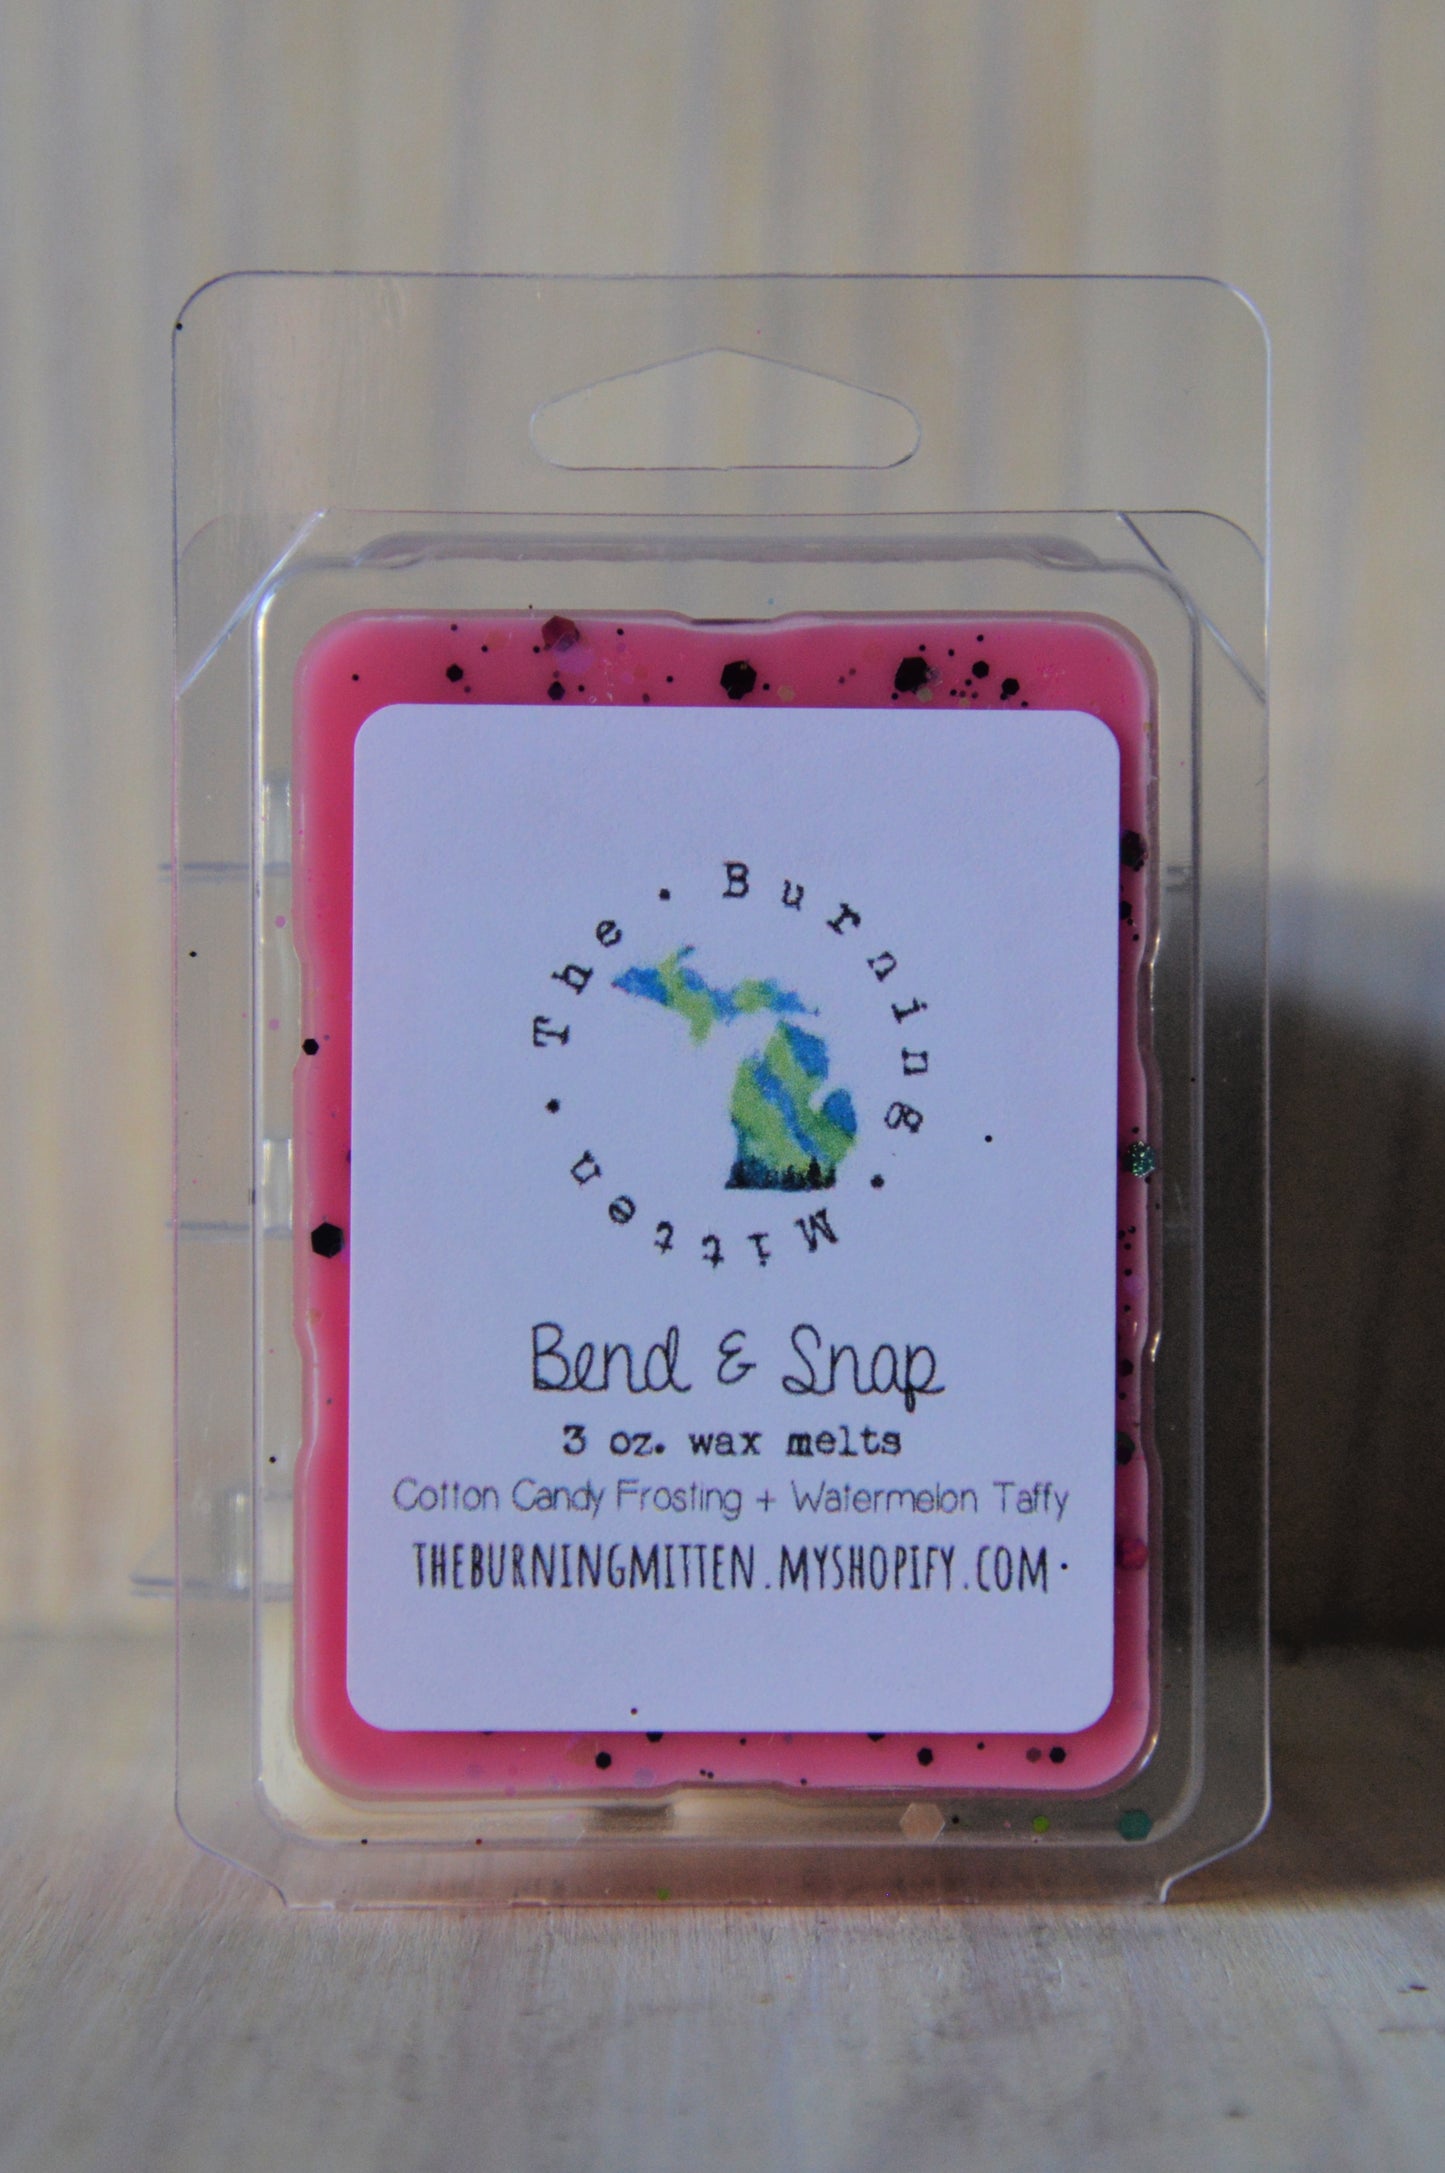 The • Burning • Mitten •
Bend & Snap
3 oz. wax melts
Cotton Candy Frosting + Watermelon Taffy
THEBURNINGMITTEN.MYSHOPIFY.COM